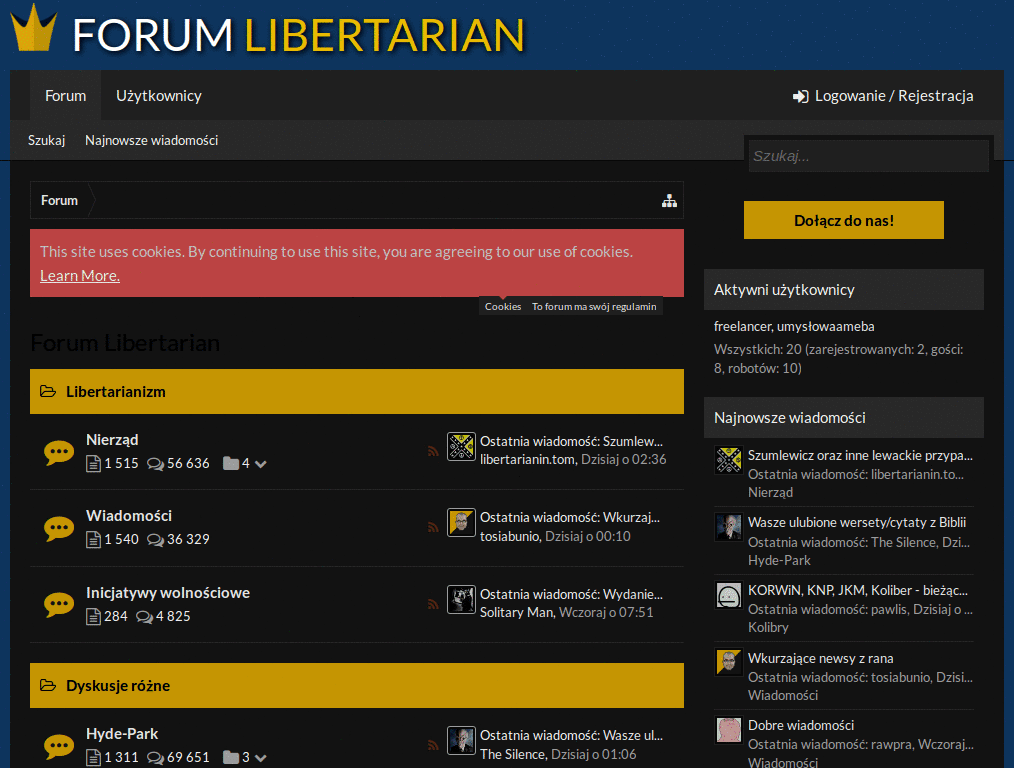 FORUM LIBERTARIAN
Forum
Użytkownicy
Logowanie / Rejestracja
Szukaj
Najnowsze wiadomości
Szukaj...
Forum
This site uses cookies. By continuing to use this site, you are agreeing to our use of cookies.
Learn More.
Cookies
To forum ma swój regulamin
Forum Libertarian
Libertarianizm
Nierząd
1 515 56 636 4
Ostatnia wiadomość: Szumlew...
libertarianin.tom, Dzisiaj o 02:36
Wiadomości
1 540 36 329
Ostatnia wiadomość: Wkurzaj...
tosiabunio, Dzisiaj o 00:10
Inicjatywy wolnościowe
284 4 825
Ostatnia wiadomość: Wydanie...
Solitary Man, Wczoraj o 07:51
Dyskusje różne
Hyde-Park
1 311 69 651 3
Ostatnia wiadomość: Wasze ul...
The Silence, Dzisiaj o 01:06
Dołącz do nas!
Aktywni użytkownicy
freelancer, umysłowaameba
Wszystkich: 20 (zarejestrowanych: 2, gości:
8, robotów: 10)
Najnowsze wiadomości
Szumlewicz oraz inne lewackie przypa...
Ostatnia wiadomość: libertarianin.to...
Nierząd
Wasze ulubione wersety/cytaty z Biblii
Ostatnia wiadomość: The Silence, Dzi...
Hyde-Park
KORWiN, KNP, JKM, Koliber - bieżąc...
Ostatnia wiadomość: pawlis, Dzisiaj o ...
Kolibry
Wkurzające newsy z rana
Ostatnia wiadomość: tosiabunio, Dzisi...
Wiadomości
Dobre wiadomości
Ostatnia wiadomość: rawpra, Wczoraj...
Wiadomości